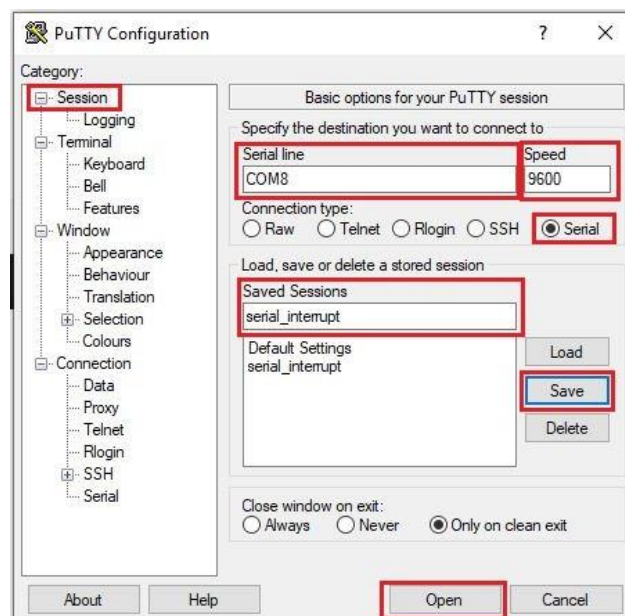 PuTTY Configuration ? X
Category:
Session
Logging
Terminal
Keyboard
Bell
Features
Window
Appearance
Behaviour
Translation
Selection
Colours
Connection
Data
Proxy
Telnet
Rlogin
SSH
Serial
Basic options for your PuTTY session
Specify the destination you want to connect to
Serial line Speed
COM8 9600
Connection type:
Raw Telnet Rlogin SSH Serial
Load, save or delete a stored session
Saved Sessions
serial_interrupt
Default Settings
serial_interrupt
Load
Save
Delete
Close window on exit:
Always Never Only on clean exit
About Help Open Cancel